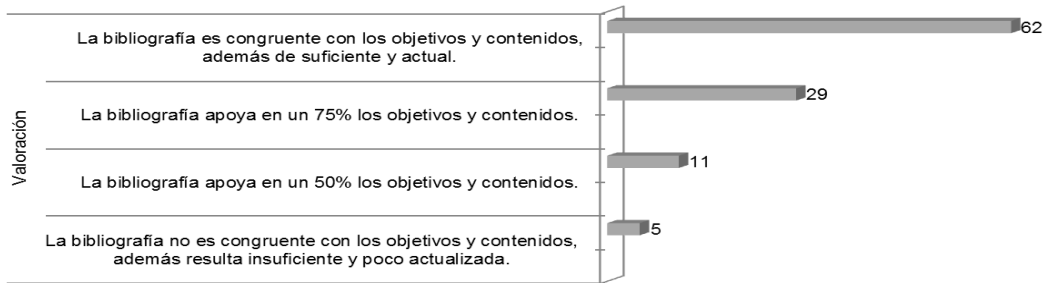 Valoración
La bibliografía es congruente con los objetivos y contenidos,
además de suficiente y actual.
62
La bibliografía apoya en un 75% los objetivos y contenidos.
29
La bibliografía apoya en un 50% los objetivos y contenidos.
11
La bibliografía no es congruente con los objetivos y contenidos,
además resulta insuficiente y poco actualizada.
5